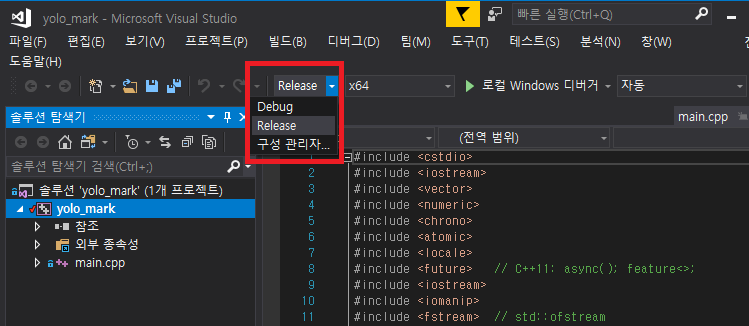 yolo_mark - Microsoft Visual Studio
빠른 실행(Ctrl+Q)
파일(F) 편집(E) 보기(V) 프로젝트(P) 빌드(B) 디버그(D) 팀(M) 도구(T) 테스트(S) 분석(N) 창(W)
도움말(H)
Release x64 로컬 Windows 디버거 자동
Debug
Release
구성 관리자...
솔루션 탐색기
솔루션 탐색기 검색(Ctrl+;)
솔루션 'yolo_mark' (1개 프로젝트)
yolo_mark
참조
외부 종속성
main.cpp
main.cpp
(전역 범위)
1 #include <cstdio>
2 #include <iostream>
3 #include <vector>
4 #include <numeric>
5 #include <chrono>
6 #include <atomic>
7 #include <locale>
8 #include <future> // C++11: async(); feature<>;
9 #include <iostream>
10 #include <iomanip>
11 #include <fstream> // std::ofstream